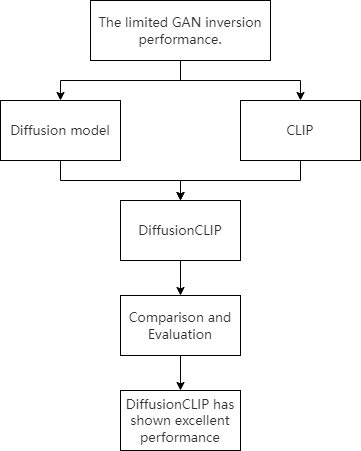 The limited GAN inversion
performance.
Diffusion model
CLIP
DiffusionCLIP
Comparison and
Evaluation
DiffusionCLIP has
shown excellent
performance